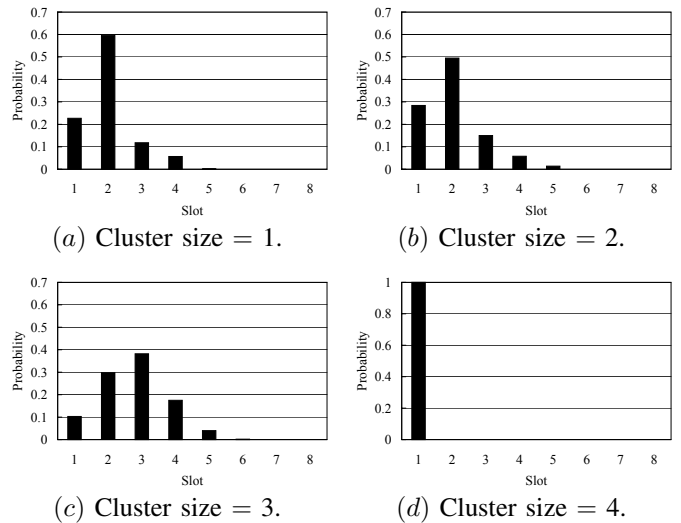 0.7
0.6
0.5
0.4
0.3
0.2
0.1
0
Probability
1 2 3 4 5 6 7 8
Slot
(a) Cluster size = 1.
0.7
0.6
0.5
0.4
0.3
0.2
0.1
0
Probability
1 2 3 4 5 6 7 8
Slot
(b) Cluster size = 2.
0.7
0.6
0.5
0.4
0.3
0.2
0.1
0
Probability
1 2 3 4 5 6 7 8
Slot
(c) Cluster size = 3.
1
0.8
0.6
0.4
0.2
0
Probability
1 2 3 4 5 6 7 8
Slot
(d) Cluster size = 4.